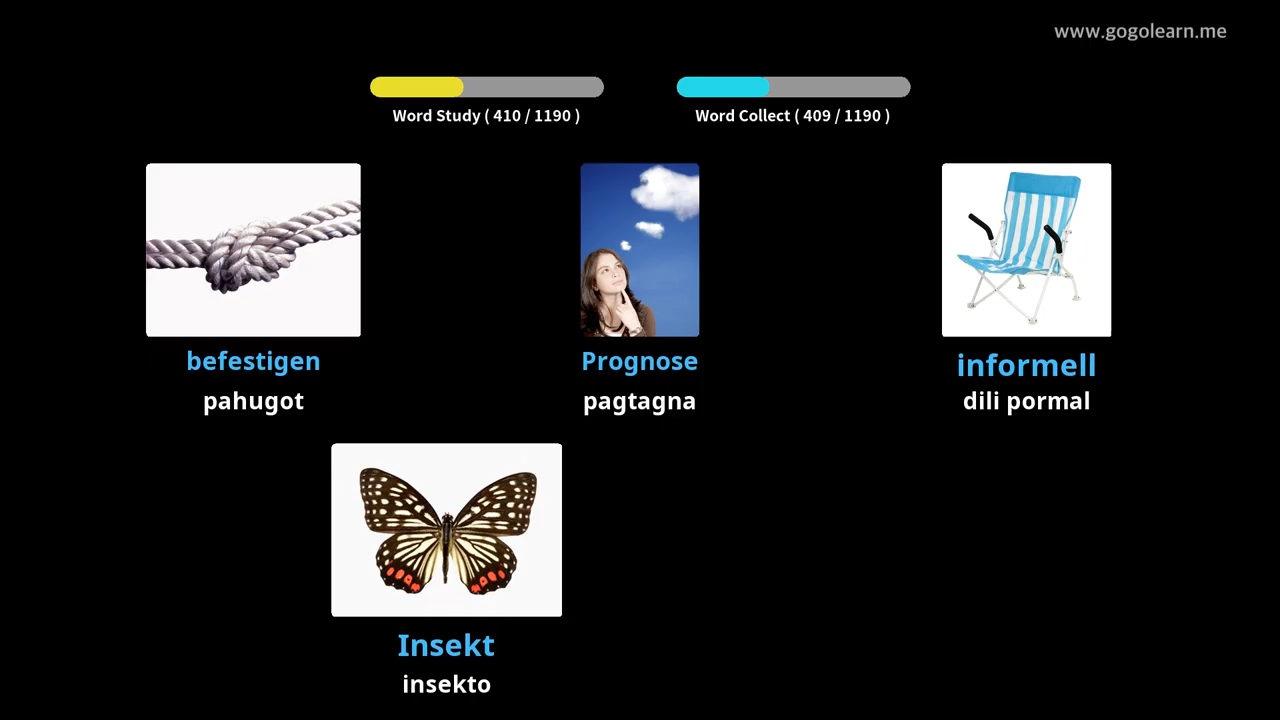 www.gogolearn.me
Word Study ( 410 / 1190 )
Word Collect ( 409 / 1190 )
befestigen
pahugot
Prognose
pagtagna
informell
dili pormal
Insekt
insekto